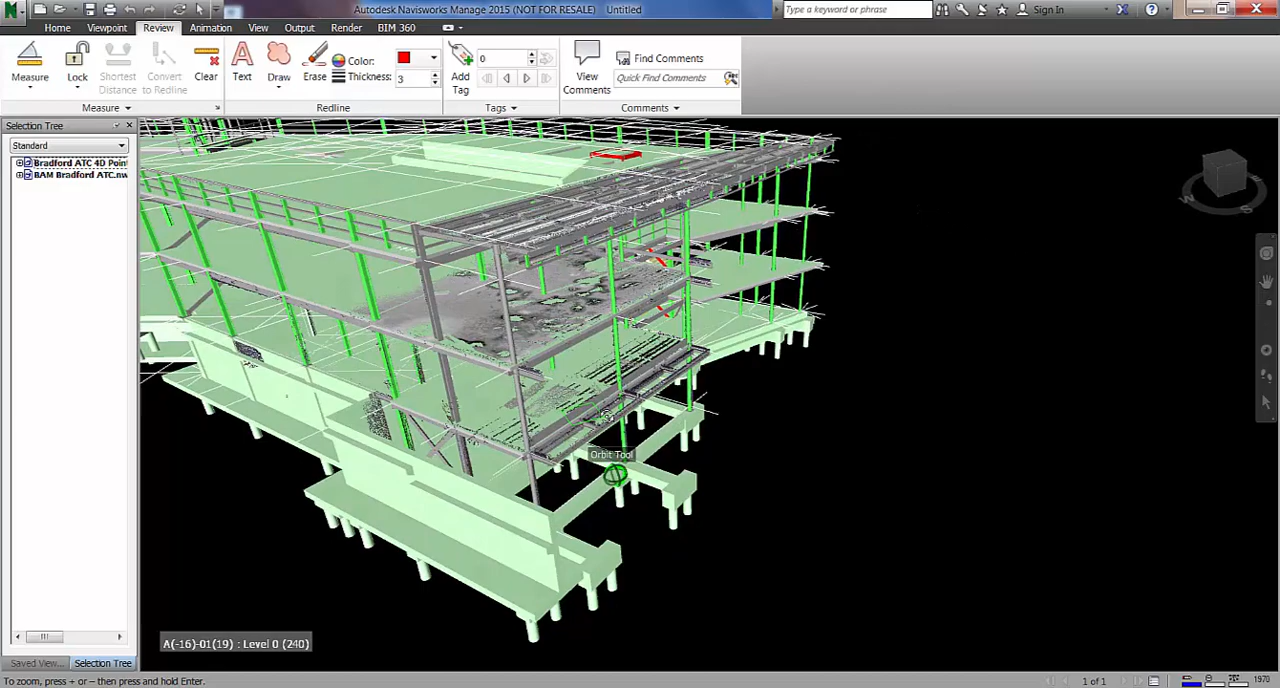 Autodesk Navisworks Manage 2015 (NOT FOR RESALE) Untitled
Type a keyword or phrase
Sign In
Home Viewpoint Review Animation View Output Render BIM 360
Measure Lock Shortest Distance Convert to Redline Clear
Text Draw Erase Color: Thickness: 3
Add Tag 0
View Comments Find Comments Quick Find Comments
Measure Redline Tags Comments
Selection Tree
Standard
Bradford ATC 4D Poin
BAM Bradford ATC.nw
W S
Orbit Tool
A(-16)-01(19) : Level 0 (240)
Saved View... Selection Tree
To zoom, press + or – then press and hold Enter.
1 of 1
1970